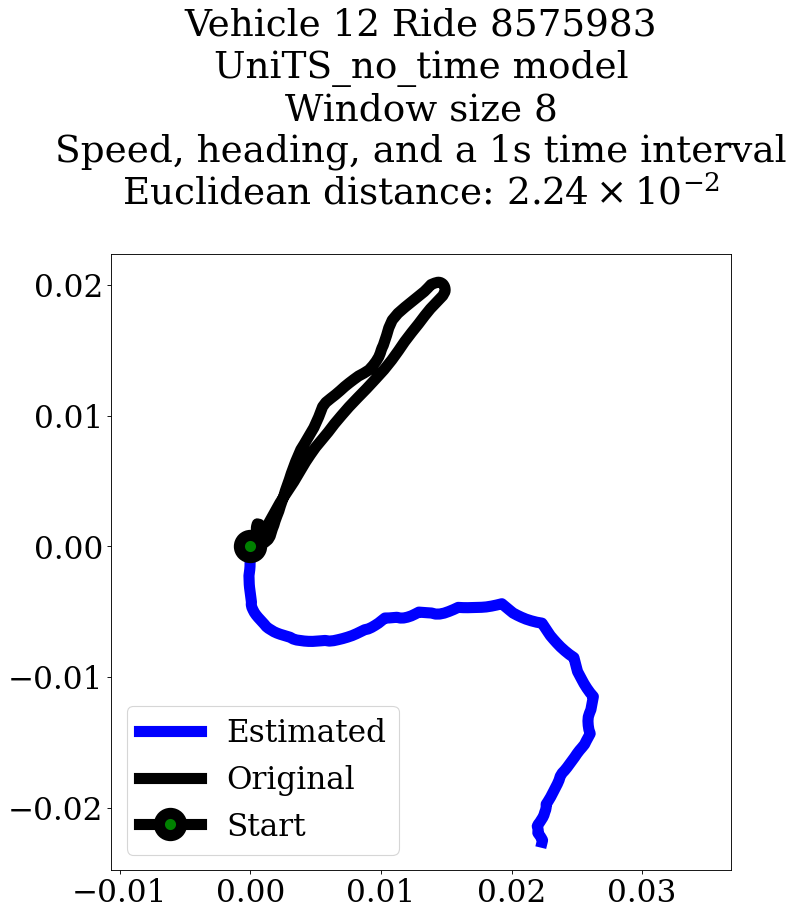 Vehicle 12 Ride 8575983
UniTS_no_time model
Window size 8
Speed, heading, and a 1s time interval
Euclidean distance: 2.24 × 10⁻²
0.02
0.01
0.00
−0.01
−0.02
Estimated
Original
Start
−0.01 0.00 0.01 0.02 0.03